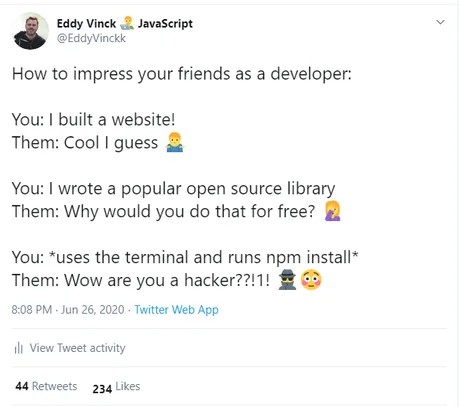 Eddy Vinck 👨‍💻 JavaScript
@EddyVinckk
How to impress your friends as a developer:
You: I built a website!
Them: Cool I guess 🤷‍♂️
You: I wrote a popular open source library
Them: Why would you do that for free? 🤦‍♀️
You: *uses the terminal and runs npm install*
Them: Wow are you a hacker??!1! 🕵️😳
8:08 PM · Jun 26, 2020 · Twitter Web App
View Tweet activity
44 Retweets 234 Likes